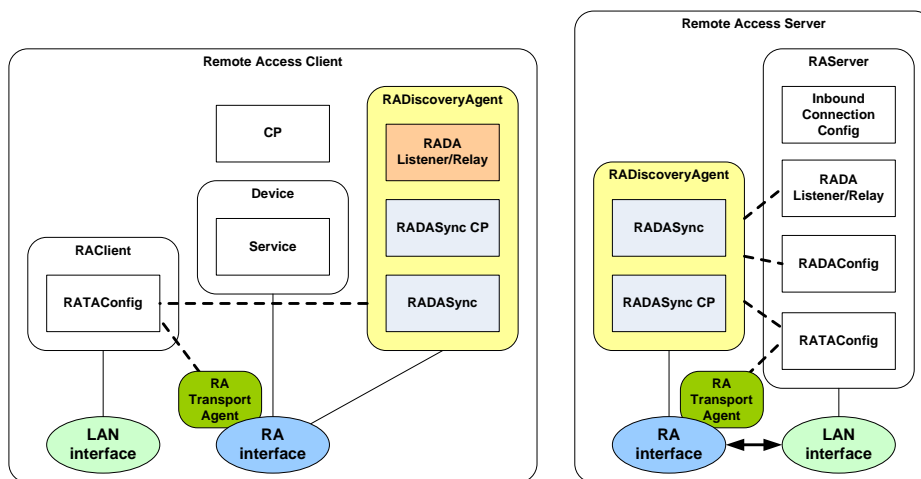 Remote Access Client
CP
RADiscoveryAgent
RADA
Listener/Relay
RADASync CP
RADASync
Device
Service
RAClient
RATAConfig
RA
Transport
Agent
LAN
interface
RA
interface
Remote Access Server
RAServer
Inbound
Connection
Config
RADA
Listener/Relay
RADAConfig
RATAConfig
RADiscoveryAgent
RADASync
RADASync CP
RA
Transport
Agent
RA
interface
LAN
interface